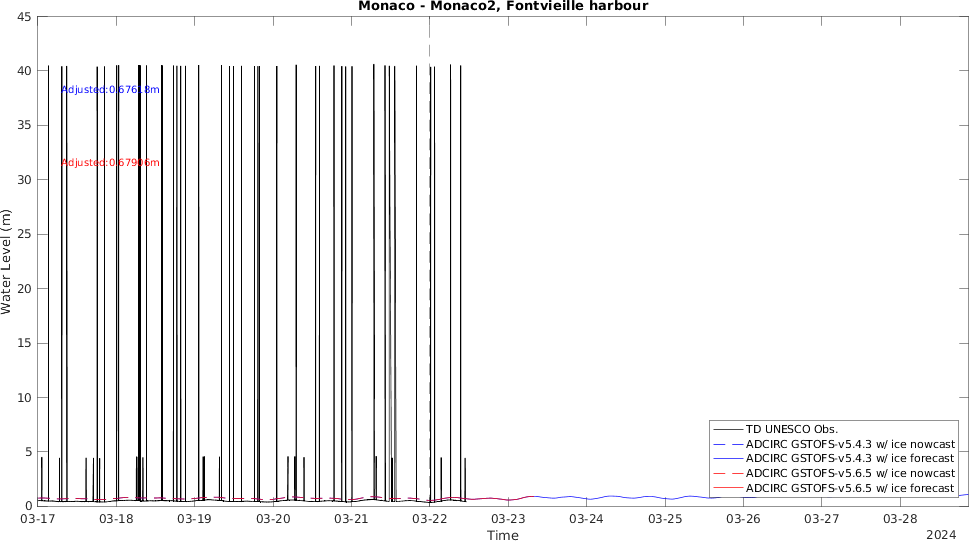 Monaco - Monaco2, Fontvieille harbour
45
40
35
30
25
20
15
10
5
0
Water Level (m)
Adjusted:0.67618m
Adjusted:0.67906m
TD UNESCO Obs.
ADCIRC GSTOFS-v5.4.3 w/ ice nowcast
ADCIRC GSTOFS-v5.4.3 w/ ice forecast
ADCIRC GSTOFS-v5.6.5 w/ ice nowcast
ADCIRC GSTOFS-v5.6.5 w/ ice forecast
03-17 03-18 03-19 03-20 03-21 03-22 03-23 03-24 03-25 03-26 03-27 03-28
Time
2024